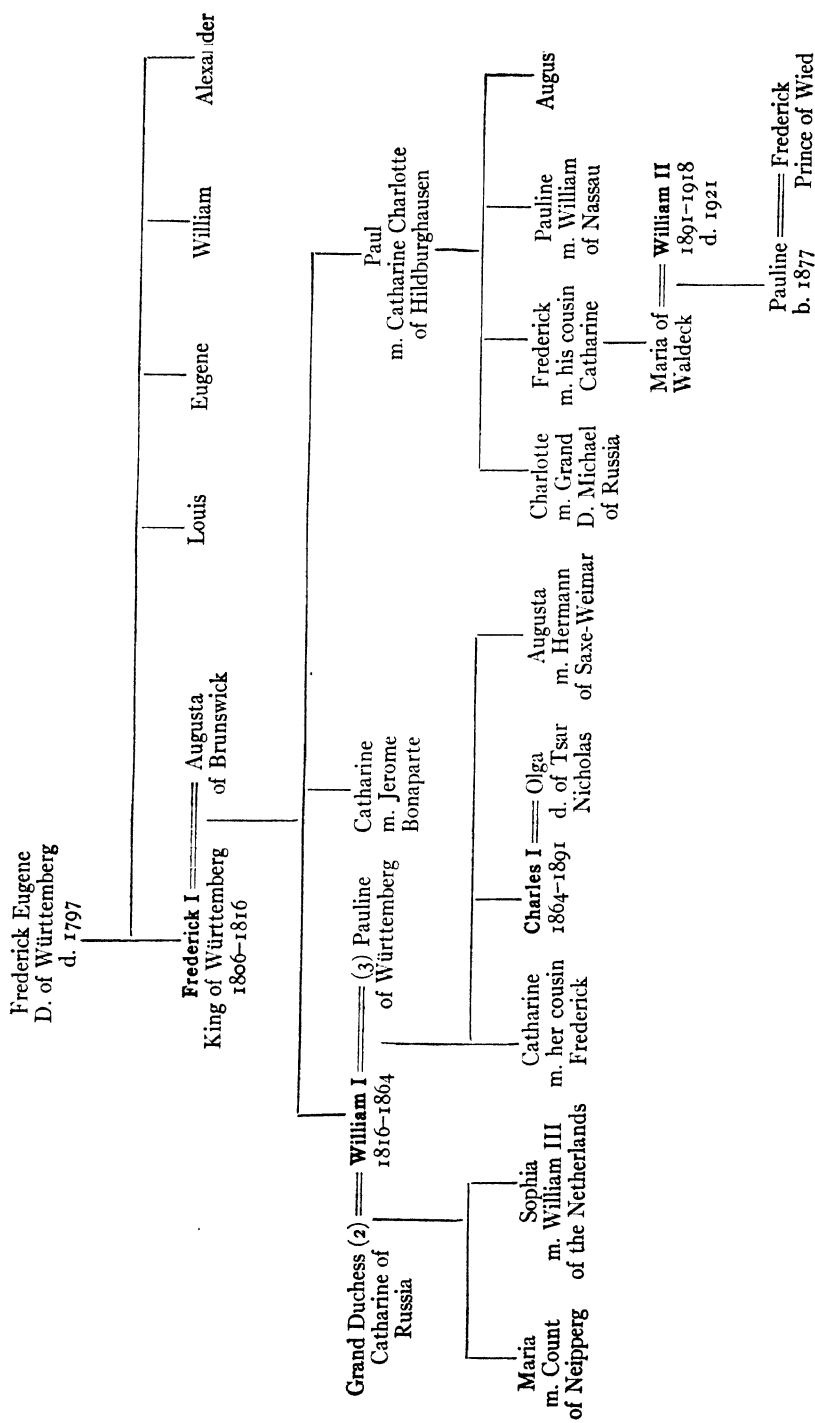 Frederick Eugene
D. of Württemberg
d. 1797
Frederick I = Augusta
King of Württemberg
1806–1816
of Brunswick
Louis
Eugene
William
Alexander
Grand Duchess (2) = William I = (3) Pauline
Catharine of
Russia
1816–1864
of Württemberg
Catharine
m. Jerome
Bonaparte
Paul
m. Catharine Charlotte
of Hildburghausen
Maria
m. Count
of Neipperg
Sophia
m. William III
of the Netherlands
Catharine
m. her cousin
Frederick
Charles I = Olga
1864–1891
d. of Tsar
Nicholas
Augusta
m. Hermann
of Saxe-Weimar
Charlotte
m. Grand
D. Michael
of Russia
Frederick
m. his cousin
Catharine
Pauline
m. William
of Nassau
Augus
Maria of = William II
Waldeck
1891–1918
d. 1921
Pauline = Frederick
b. 1877
Prince of Wied